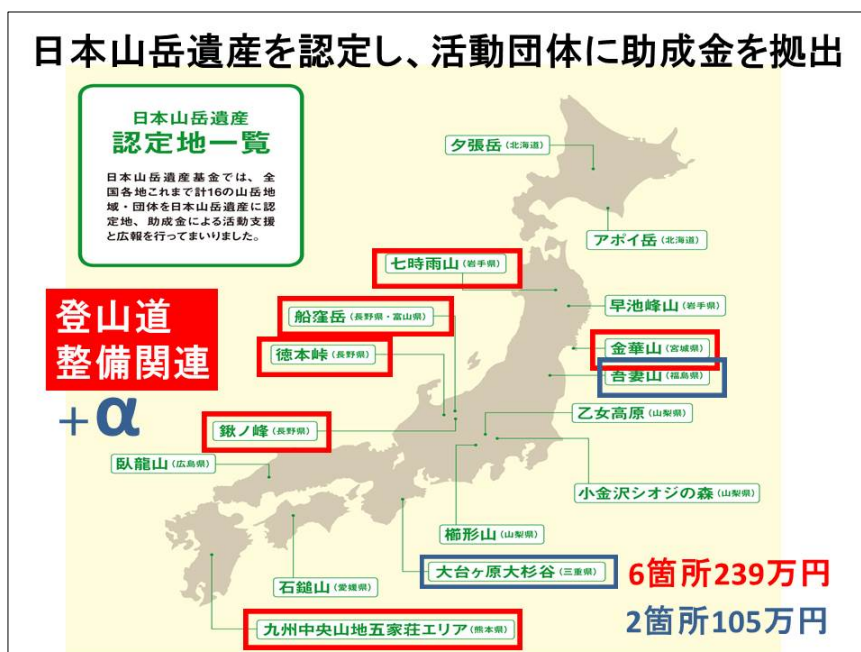 日本山岳遺産を認定し、活動団体に助成金を拠出
日本山岳遺産
認定地一覧
日本山岳遺産基金では、全
国各地これまで計16の山岳地
域・団体を日本山岳遺産に認
定地、助成金による活動支援
と広報を行ってまいりました。
夕張岳(北海道)
アポイ岳(北海道)
七時雨山(岩手県)
早池峰山(岩手県)
登山道
整備関連
+α
船窪岳(長野県・富山県)
徳本峠(長野県)
金華山(宮城県)
吾妻山(福島県)
乙女高原(山梨県)
鍬ノ峰(長野県)
臥龍山(広島県)
小金沢シオジの森(山梨県)
櫛形山(山梨県)
大台ヶ原大杉谷(三重県)
石鎚山(愛媛県)
九州中央山地五家荘エリア(熊本県)
6箇所239万円
2箇所105万円